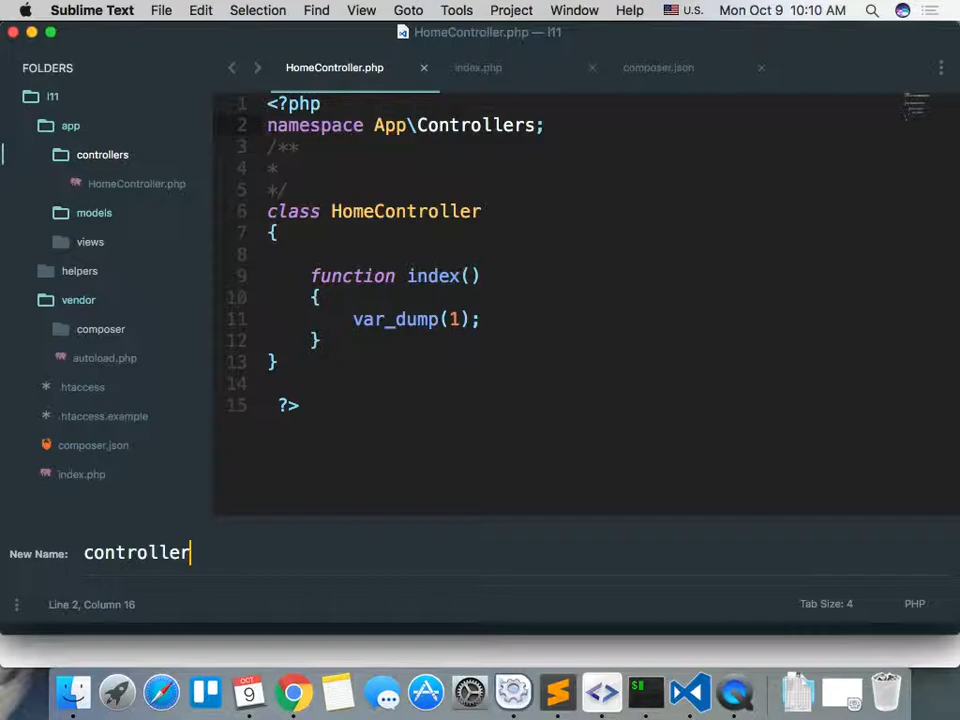 Sublime Text File Edit Selection Find View Goto Tools Project Window Help U.S. Mon Oct 9 10:10 AM
HomeController.php — l11
FOLDERS
l11
app
controllers
HomeController.php
models
views
helpers
vendor
composer
autoload.php
.htaccess
.htaccess.example
composer.json
index.php
HomeController.php index.php composer.json
1 <?php
2 namespace App\Controllers;
3 /**
4 *
5 */
6 class HomeController
7 {
8
9 function index()
10 {
11 var_dump(1);
12 }
13 }
14
15 ?>
New Name: controller
Line 2, Column 16 Tab Size: 4 PHP
OCT
9